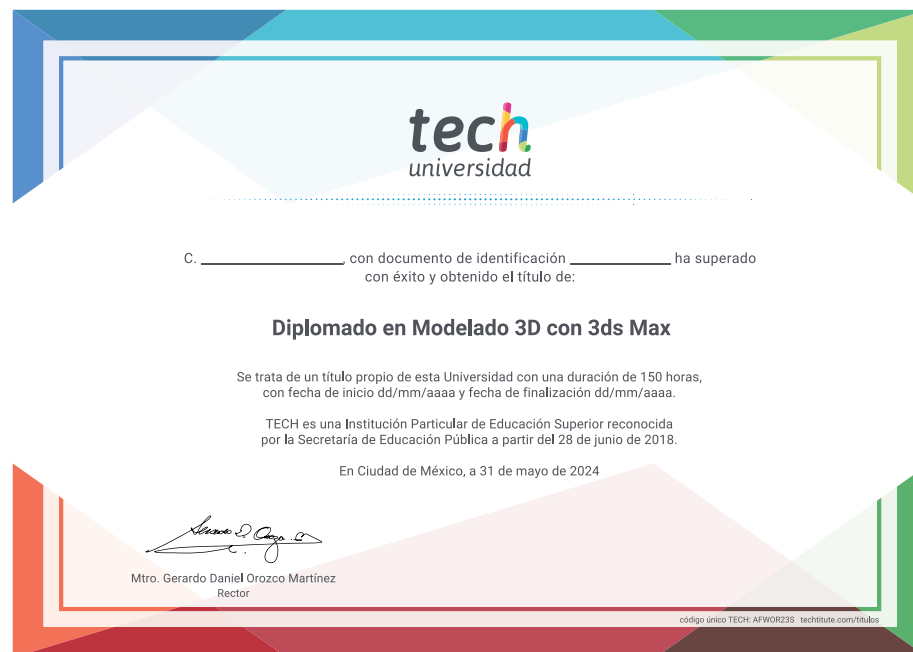 tech
universidad
C. ____________, con documento de identificación ____________ ha superado
con éxito y obtenido el título de:
Diplomado en Modelado 3D con 3ds Max
Se trata de un título propio de esta Universidad con una duración de 150 horas,
con fecha de inicio dd/mm/aaaa y fecha de finalización dd/mm/aaaa.
TECH es una Institución Particular de Educación Superior reconocida
por la Secretaría de Educación Pública a partir del 28 de junio de 2018.
En Ciudad de México, a 31 de mayo de 2024
Mtro. Gerardo Daniel Orozco Martínez
Rector
código único TECH: AFWOR23S techtitute.com/titulos